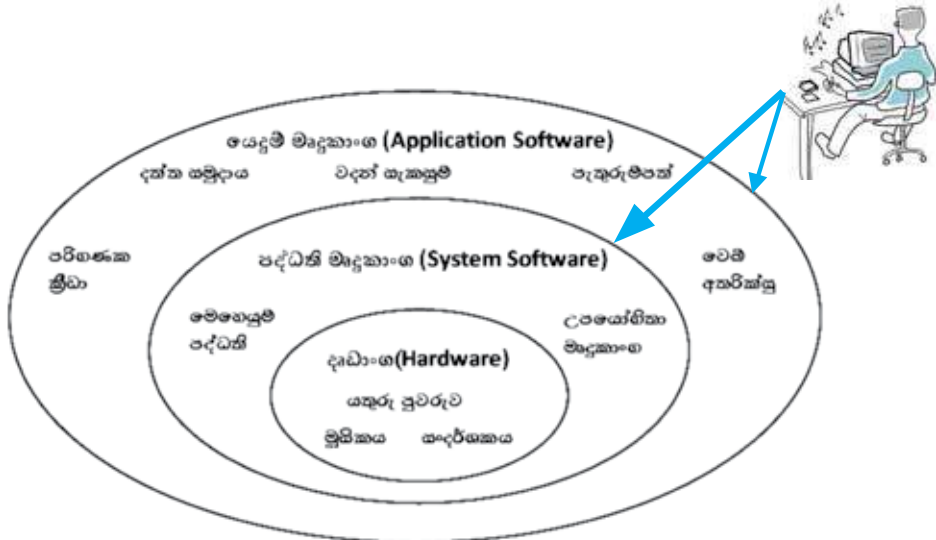 යෙදුම් මෘදුකාංග (Application Software)
දත්ත සමුදාය වදන් සැකසුම් පැතුරුම්පත්
පරිගණක
ක්‍රීඩා
වෙබ්
අතරික්සු
පද්ධති මෘදුකාංග (System Software)
මෙහෙයුම්
පද්ධති
උපයෝගිතා
මෘදුකාංග
දෘඩාංග(Hardware)
යතුරු පුවරුව
මූසිකය සංදර්ශකය